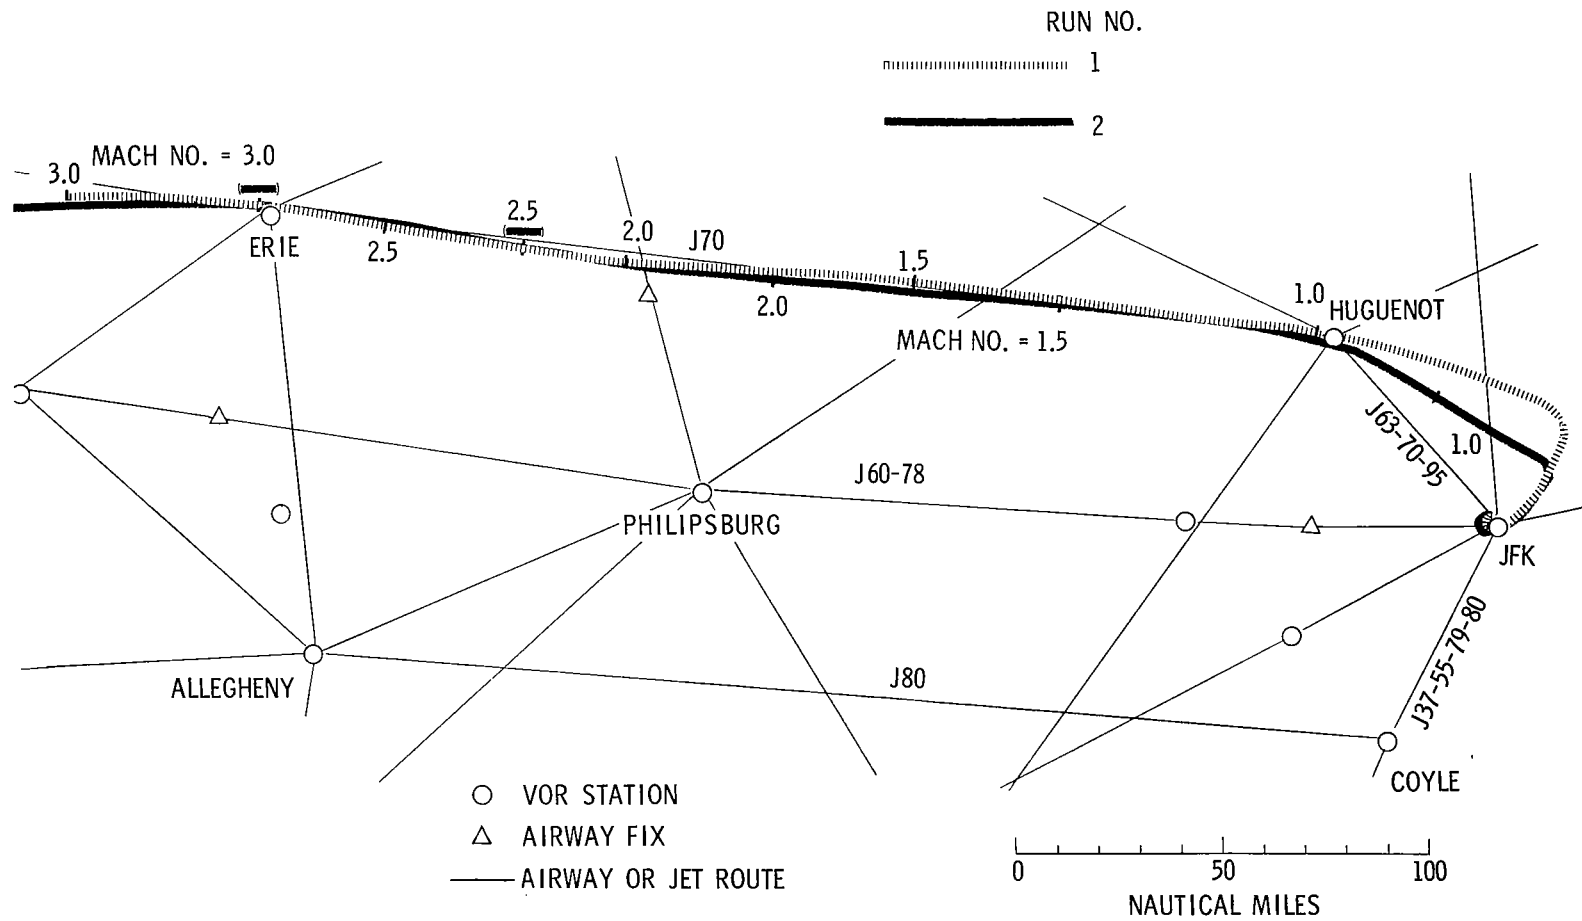 RUN NO.
1
2
MACH NO. = 3.0
3.0
2.5
2.0
J70
1.5
ERIE
2.5
2.0
1.0
HUGUENOT
MACH NO. = 1.5
J63-70-95
1.0
J60-78
PHILIPSBURG
JFK
J37-55-79-80
ALLEGHENY
J80
COYLE
VOR STATION
AIRWAY FIX
AIRWAY OR JET ROUTE
0 50 100
NAUTICAL MILES